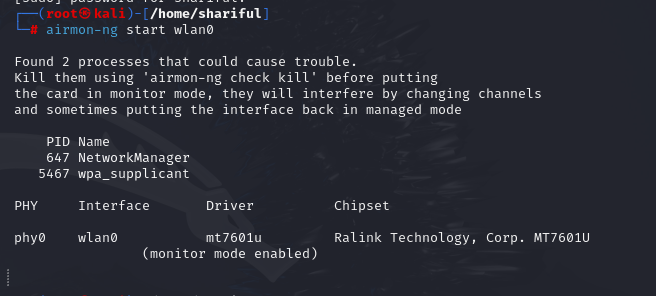 [sudo] password for shariful:
┌──(root㉿kali)-[/home/shariful]
└─# airmon-ng start wlan0
Found 2 processes that could cause trouble.
Kill them using 'airmon-ng check kill' before putting
the card in monitor mode, they will interfere by changing channels
and sometimes putting the interface back in managed mode
PID Name
647 NetworkManager
5467 wpa_supplicant
PHY Interface Driver Chipset
phy0 wlan0 mt7601u Ralink Technology, Corp. MT7601U
(monitor mode enabled)